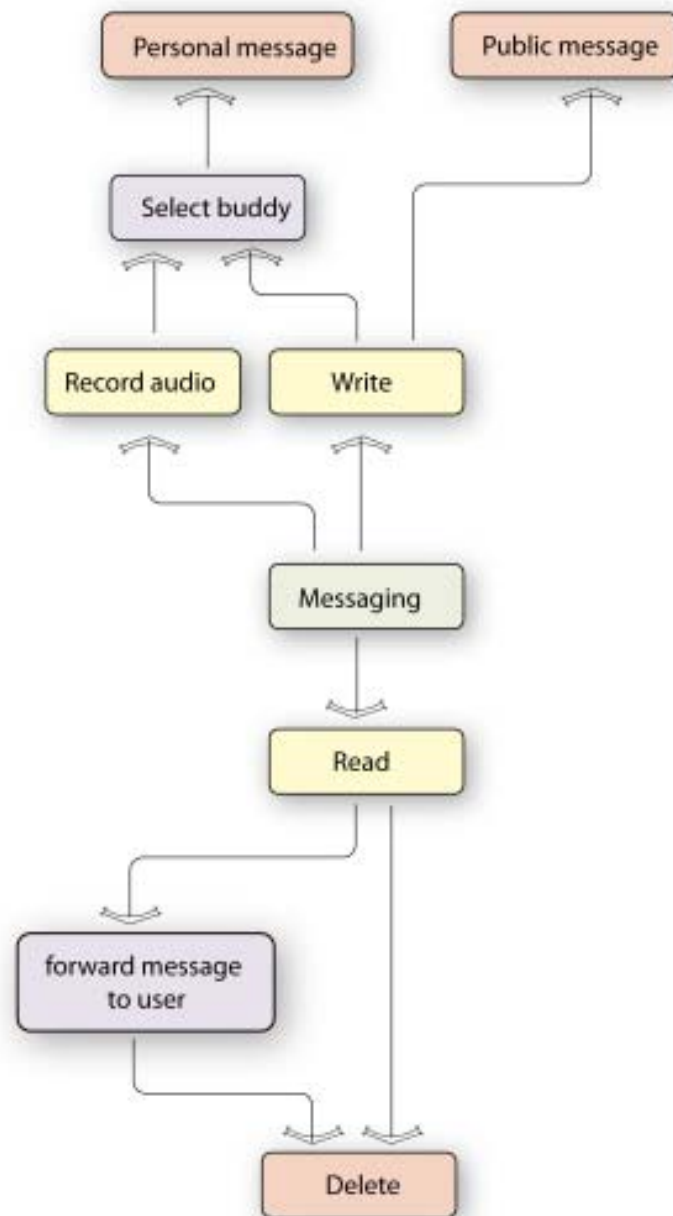 Personal message
Public message
Select buddy
Record audio
Write
Messaging
Read
forward message
to user
Delete